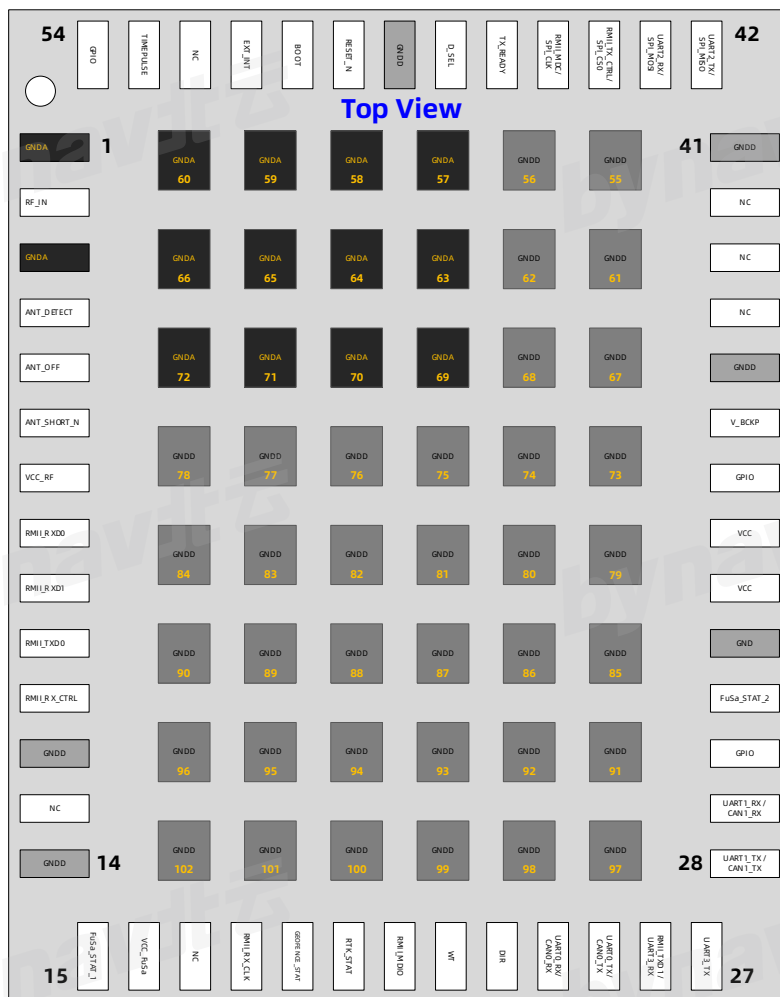 54
GPIO
TIMEPULSE
NC
EXT_INT
BOOT
RESET_N
GNDD
D_SEL
TX_READY
RMII_MDC/
SPI_CLK
RMII_TX_CTRL/
SPI_CS0
UART2_RX/
SPI_MOSI
UART2_TX/
SPI_MISO
42
Top View
GNDA
1
RF_IN
GNDA
ANT_DETECT
ANT_OFF
ANT_SHORT_N
VCC_RF
RMII_RXD0
RMII_RXD1
RMII_TXD0
RMII_RX_CTRL
GNDD
NC
GNDD
14
GNDA
60
GNDA
59
GNDA
58
GNDA
57
GNDD
56
GNDD
55
GNDA
66
GNDA
65
GNDA
64
GNDA
63
GNDD
62
GNDD
61
GNDA
72
GNDA
71
GNDA
70
GNDA
69
GNDD
68
GNDD
67
GNDD
78
GNDD
77
GNDD
76
GNDD
75
GNDD
74
GNDD
73
GNDD
84
GNDD
83
GNDD
82
GNDD
81
GNDD
80
GNDD
79
GNDD
90
GNDD
89
GNDD
88
GNDD
87
GNDD
86
GNDD
85
GNDD
96
GNDD
95
GNDD
94
GNDD
93
GNDD
92
GNDD
91
GNDD
102
GNDD
101
GNDD
100
GNDD
99
GNDD
98
GNDD
97
41
GNDD
NC
NC
NC
GNDD
V_BCKP
GPIO
VCC
VCC
GND
FuSa_STAT_2
GPIO
UART1_RX/
CAN1_RX
28
UART1_TX/
CAN1_TX
15
FuSa_STAT_1
VCC_FuSa
NC
RMII_RX_CLK
GEOFENCE_STAT
RTK_STAT
RMII_MDIO
WT
DIR
UART0_RX/
CAN0_RX
UART0_TX/
CAN0_TX
RMII_TXD1/
UART3_RX
UART3_TX
27
bynav北云